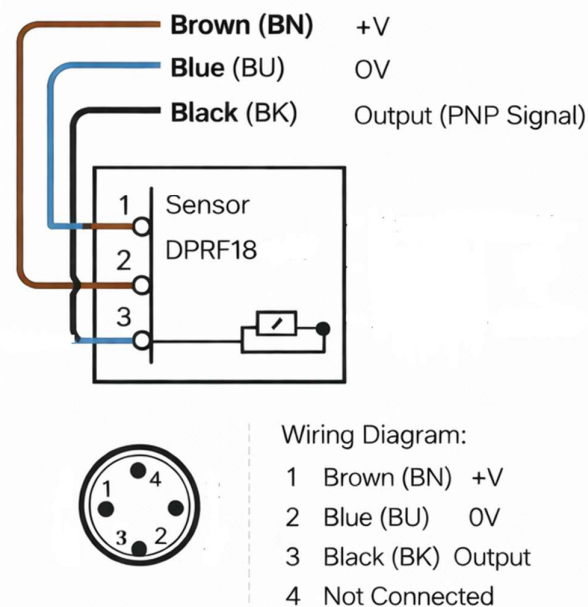 Brown (BN) +V
Blue (BU) 0V
Black (BK) Output (PNP Signal)
1 Sensor
DPRF18
2
3
Wiring Diagram:
1 Brown (BN) +V
2 Blue (BU) 0V
3 Black (BK) Output
4 Not Connected
1 4
3 2